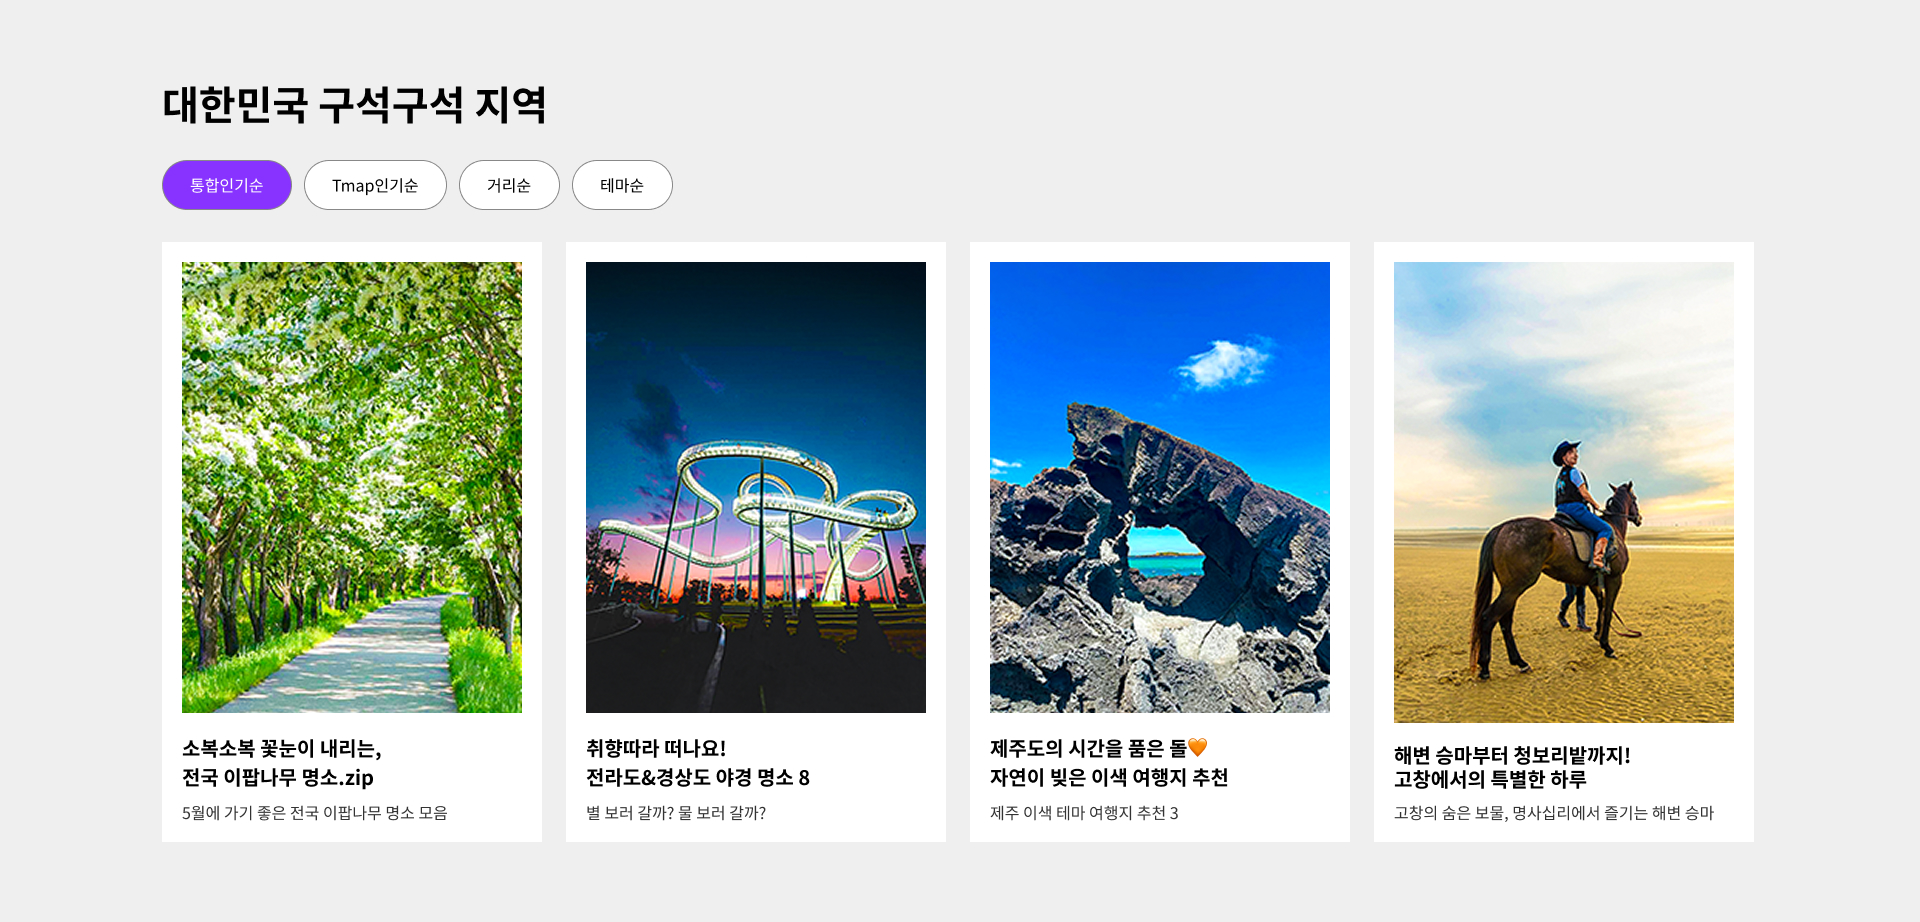 대한민국 구석구석 지역
통합인기순
Tmap인기순
거리순
테마순
소복소복 꽃눈이 내리는,
전국 이팝나무 명소.zip
5월에 가기 좋은 전국 이팝나무 명소 모음
취향따라 떠나요!
전라도&경상도 야경 명소 8
별 보러 갈까? 물 보러 갈까?
제주도의 시간을 품은 돌🧡
자연이 빚은 이색 여행지 추천
제주 이색 테마 여행지 추천 3
해변 승마부터 청보리밭까지!
고창에서의 특별한 하루
고창의 숨은 보물, 명사십리에서 즐기는 해변 승마